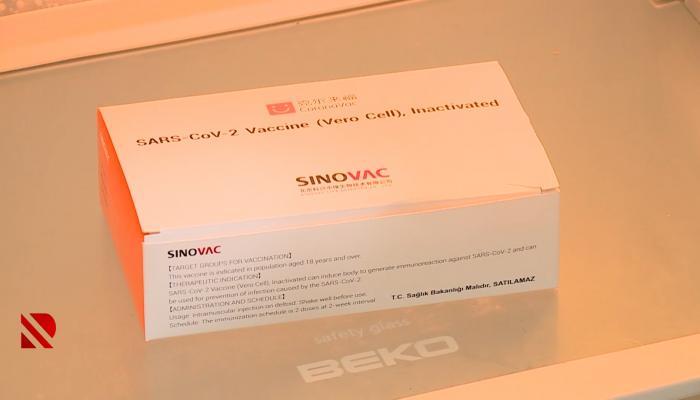 克尔来福
CoronaVac
SARS-CoV-2 Vaccine (Vero Cell), Inactivated
SINOVAC
SINOVAC
【TARGET GROUPS FOR VACCINATION】
This vaccine is indicated in population aged 18 years and over.
【THERAPEUTIC INDICATION】
SARS-CoV-2 Vaccine (Vero Cell), Inactivated can induce body to generate immunoreaction against SARS-CoV-2 and can
be used for prevention of infection caused by the SARS-CoV-2.
【ADMINISTRATION AND SCHEDULE】
Usage: Intramuscular injection on deltoid. Shake well before use.
Schedule: The immunization schedule is 2 doses at 2-week interval
T.C. Sağlık Bakanlığı Malıdır, SATILAMAZ
safety glass
BEKO